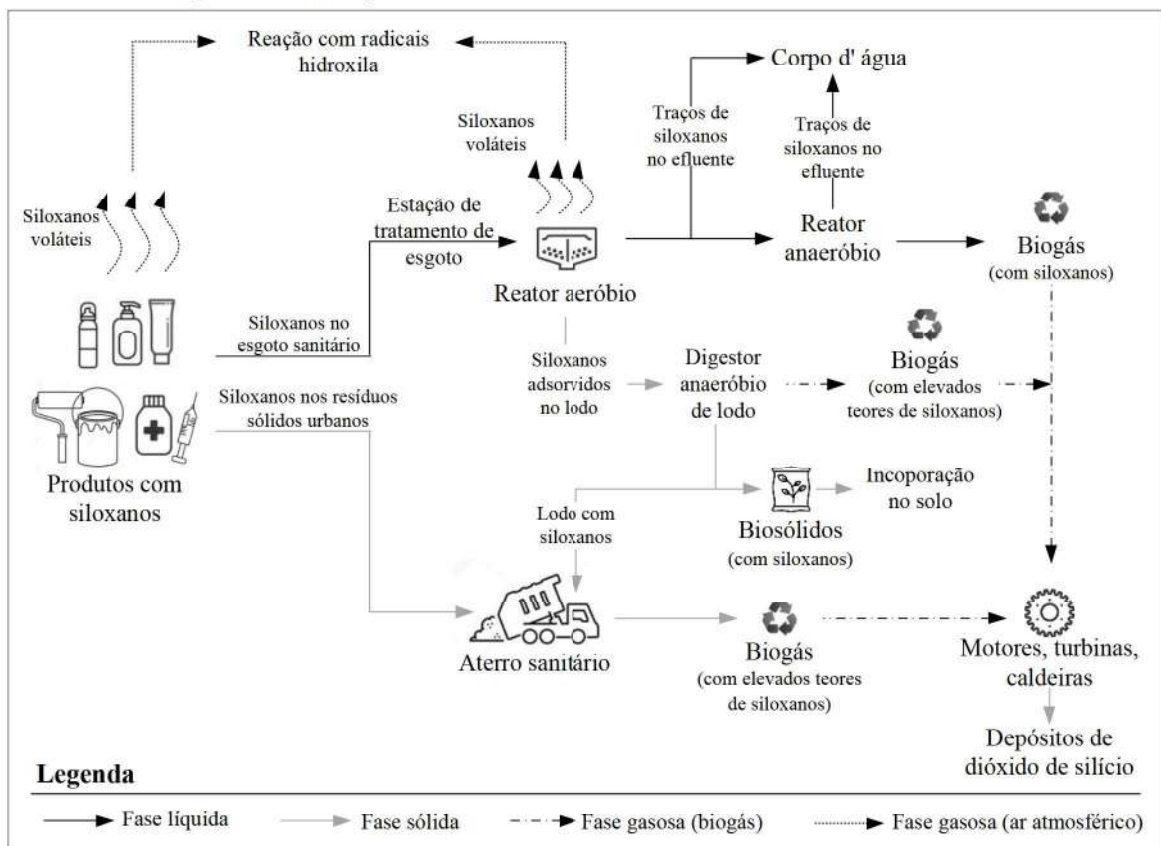 Reação com radicais
hidroxila
Corpo d' água
Siloxanos
voláteis
Traços de
siloxanos
no efluente
Traços de
siloxanos no
efluente
Siloxanos
voláteis
Estação de
tratamento de
esgoto
Reator aeróbio
Reator
anaeróbio
Biogás
(com siloxanos)
Siloxanos no
esgoto sanitário
Siloxanos
adsorvidos
no lodo
Digestor
anaeróbio
de lodo
Biogás
(com elevados
teores de siloxanos)
Siloxanos nos resíduos
sólidos urbanos
Produtos com
siloxanos
Lodo com
siloxanos
Biosólidos
(com siloxanos)
Incoporação
no solo
Aterro sanitário
Biogás
(com elevados teores
de siloxanos)
Motores, turbinas,
caldeiras
Depósitos de
dióxido de silício
Legenda
Fase líquida
Fase sólida
Fase gasosa (biogás)
Fase gasosa (ar atmosférico)